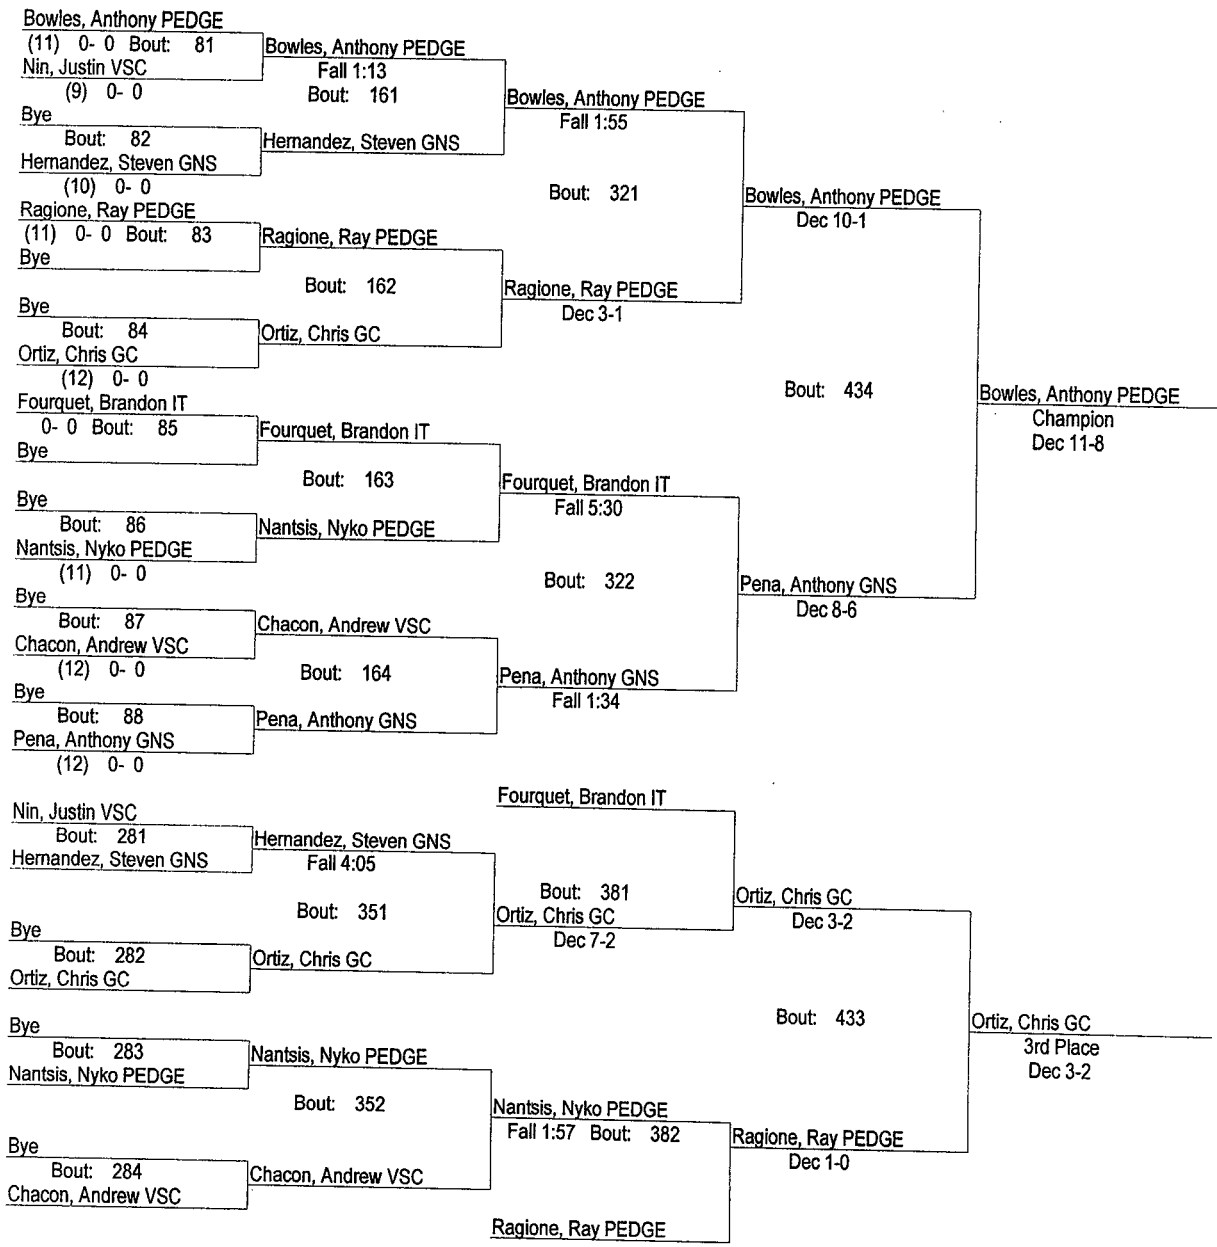 Bowles, Anthony PEDGE
(11) 0- 0 Bout: 81
Nin, Justin VSC
(9) 0- 0
Bye
Bout: 82
Hernandez, Steven GNS
(10) 0- 0
Ragione, Ray PEDGE
(11) 0- 0 Bout: 83
Bye
Bye
Bout: 84
Ortiz, Chris GC
(12) 0- 0
Fourquet, Brandon IT
0- 0 Bout: 85
Bye
Bye
Bout: 86
Nantsis, Nyko PEDGE
(11) 0- 0
Bye
Bout: 87
Chacon, Andrew VSC
(12) 0- 0
Bye
Bout: 88
Pena, Anthony GNS
(12) 0- 0
Bowles, Anthony PEDGE
Fall 1:13
Bout: 161
Hernandez, Steven GNS
Ragione, Ray PEDGE
Bout: 162
Ortiz, Chris GC
Fourquet, Brandon IT
Bout: 163
Nantsis, Nyko PEDGE
Chacon, Andrew VSC
Bout: 164
Pena, Anthony GNS
Bowles, Anthony PEDGE
Fall 1:55
Bout: 321
Ragione, Ray PEDGE
Dec 3-1
Fourquet, Brandon IT
Fall 5:30
Bout: 322
Pena, Anthony GNS
Fall 1:34
Bowles, Anthony PEDGE
Dec 10-1
Bout: 434
Pena, Anthony GNS
Dec 8-6
Bowles, Anthony PEDGE
Champion
Dec 11-8
Nin, Justin VSC
Bout: 281
Hernandez, Steven GNS
Bye
Bout: 282
Ortiz, Chris GC
Bye
Bout: 283
Nantsis, Nyko PEDGE
Bye
Bout: 284
Chacon, Andrew VSC
Hernandez, Steven GNS
Fall 4:05
Bout: 351
Ortiz, Chris GC
Nantsis, Nyko PEDGE
Bout: 352
Chacon, Andrew VSC
Fourquet, Brandon IT
Bout: 381
Ortiz, Chris GC
Dec 7-2
Nantsis, Nyko PEDGE
Fall 1:57 Bout: 382
Ragione, Ray PEDGE
Ortiz, Chris GC
Dec 3-2
Bout: 433
Ragione, Ray PEDGE
Dec 1-0
Ortiz, Chris GC
3rd Place
Dec 3-2